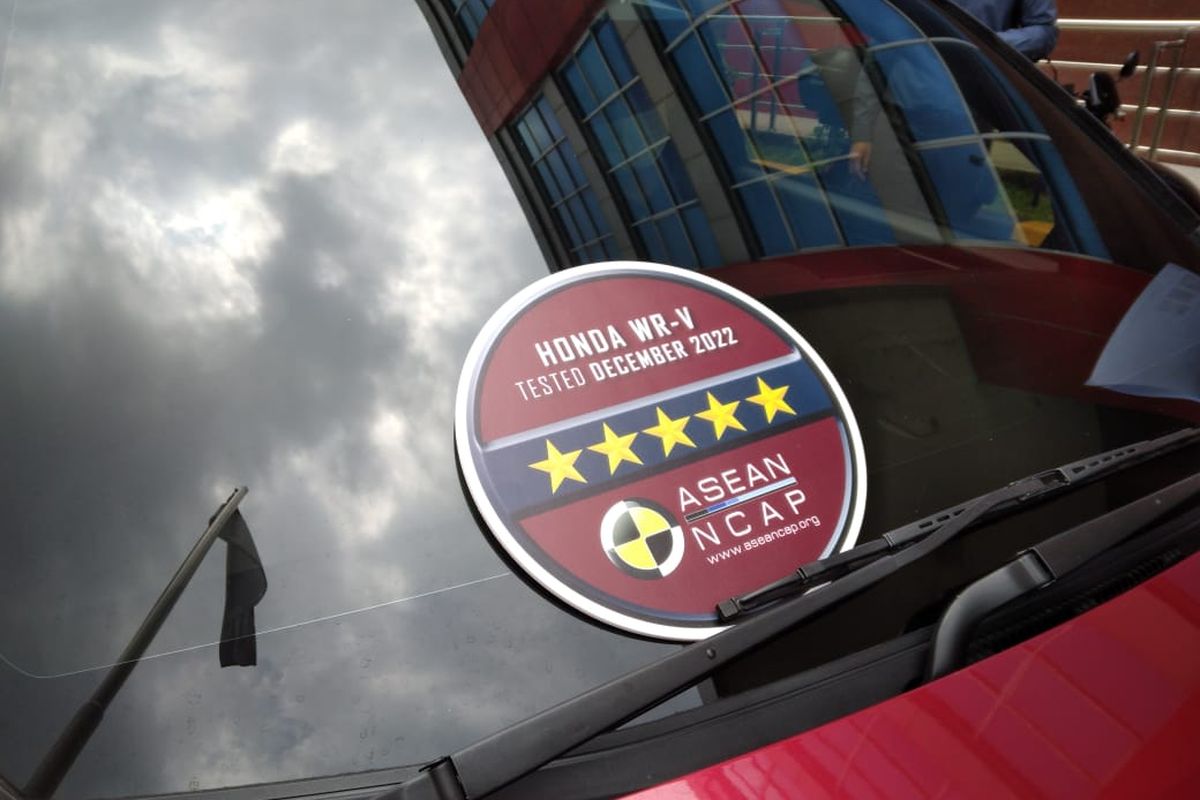 HONDA WR-V
TESTED DECEMBER 2022
ASEAN
NCAP
www.aseancap.org